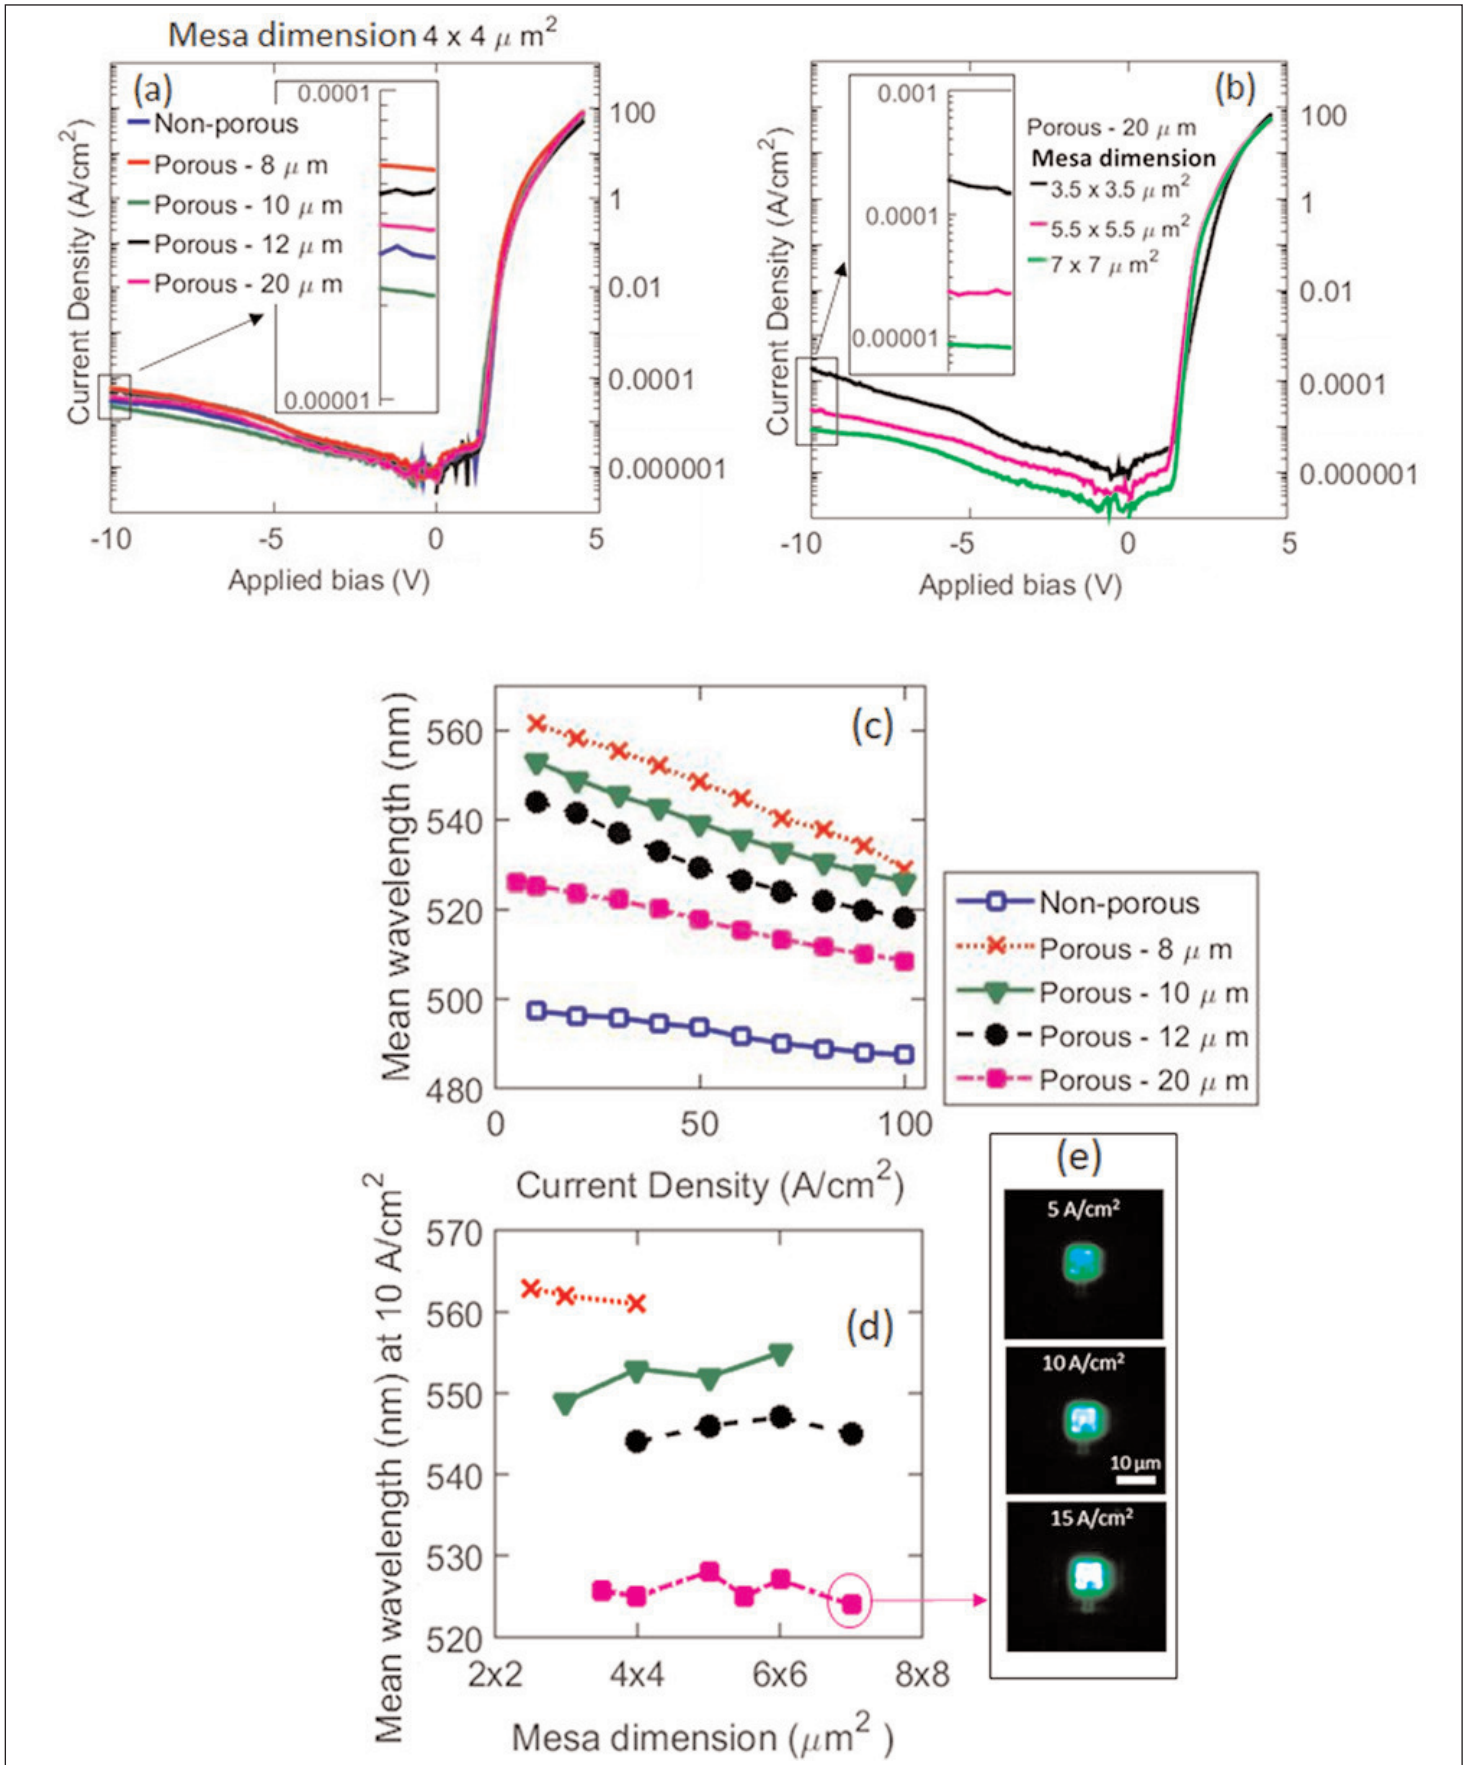 Mesa dimension 4 x 4 μ m²
(a)
Non-porous
Porous - 8 μ m
Porous - 10 μ m
Porous - 12 μ m
Porous - 20 μ m
0.0001
0.00001
Current Density (A/cm²)
100
1
0.01
0.0001
0.000001
-10 -5 0 5
Applied bias (V)
(b)
Porous - 20 μ m
Mesa dimension
3.5 x 3.5 μ m²
5.5 x 5.5 μ m²
7 x 7 μ m²
0.001
0.0001
0.00001
Current Density (A/cm²)
100
1
0.01
0.0001
0.000001
-10 -5 0 5
Applied bias (V)
(c)
Mean wavelength (nm)
560
540
520
500
480
0 50 100
Current Density (A/cm²)
Non-porous
Porous - 8 μ m
Porous - 10 μ m
Porous - 12 μ m
Porous - 20 μ m
(d)
Mean wavelength (nm) at 10 A/cm²
570
560
550
540
530
520
2x2 4x4 6x6 8x8
Mesa dimension (μm² )
(e)
5 A/cm²
10 A/cm²
10 μm
15 A/cm²